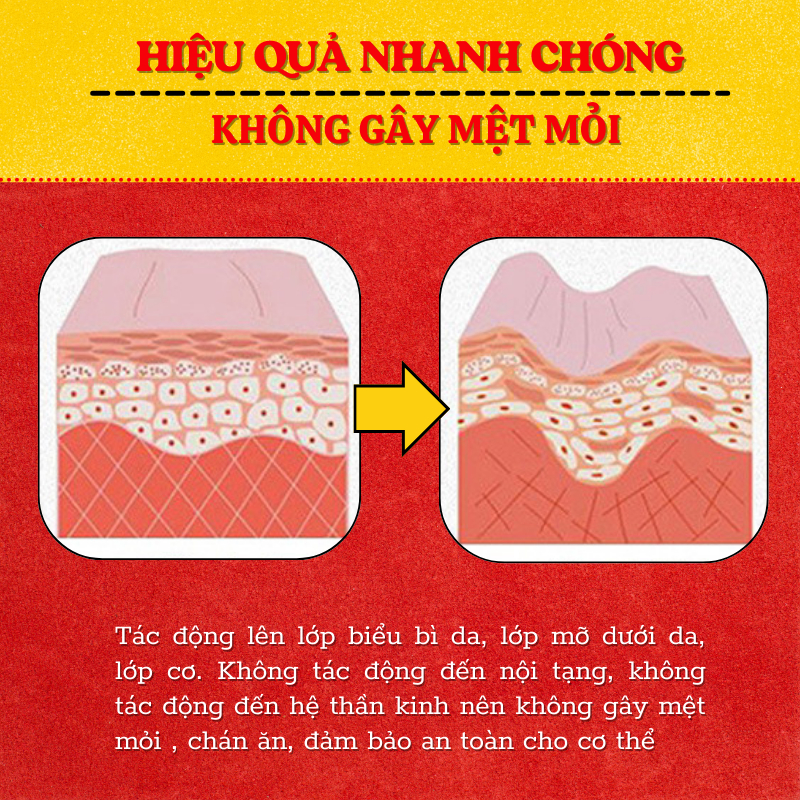 HIỆU QUẢ NHANH CHÓNG
KHÔNG GÂY MỆT MỎI
Tác động lên lớp biểu bì da, lớp mỡ dưới da,
lớp cơ. Không tác động đến nội tạng, không
tác động đến hệ thần kinh nên không gây mệt
mỏi , chán ăn, đảm bảo an toàn cho cơ thể